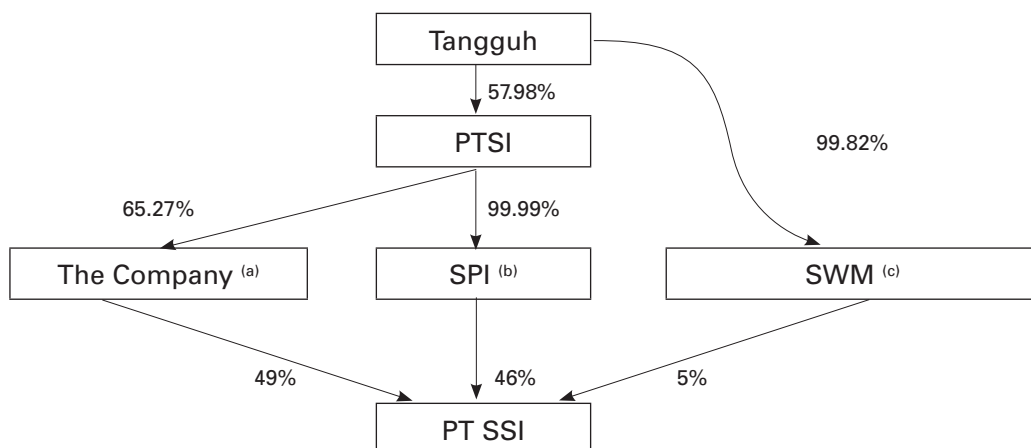 Tangguh
57.98%
PTSI
99.82%
65.27%
99.99%
The Company (a)
SPI (b)
SWM (c)
49%
46%
5%
PT SSI